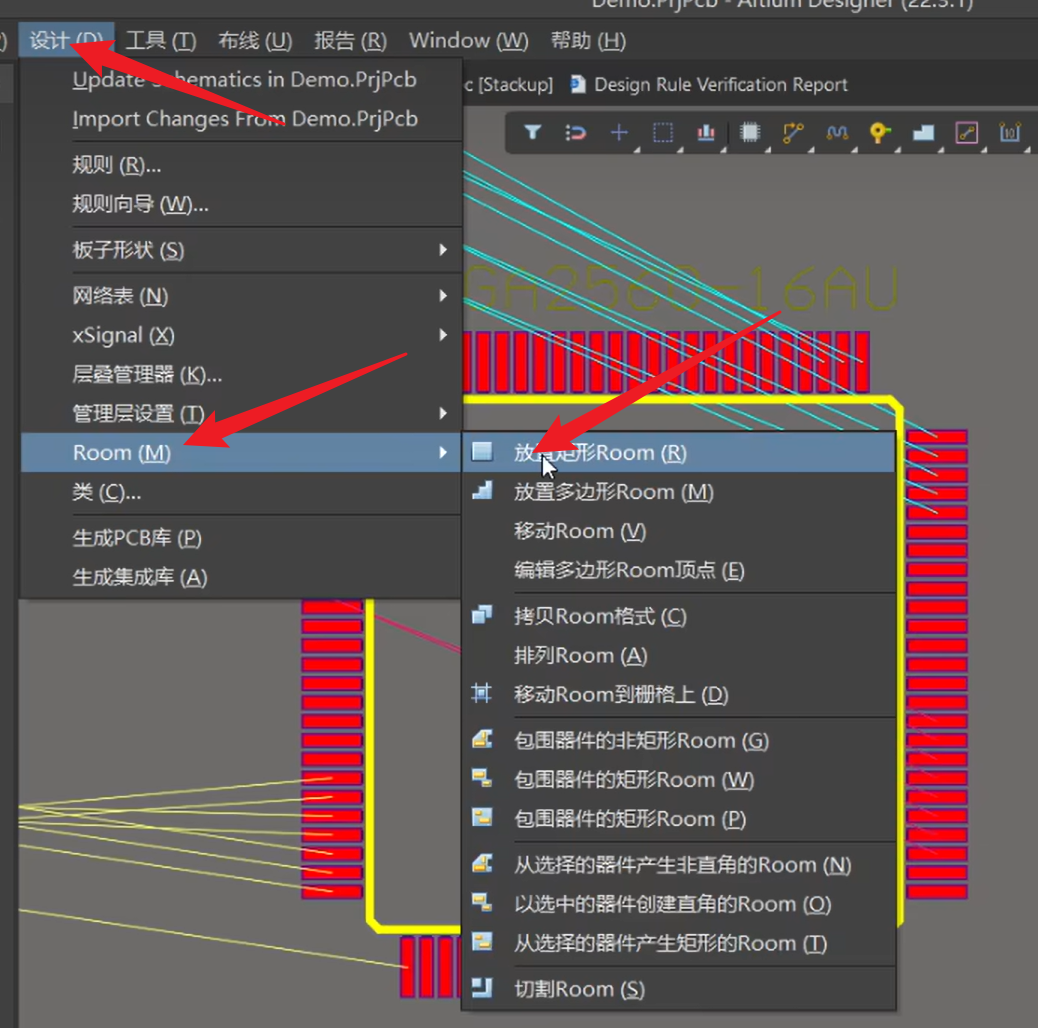 Demo.PrjPcb - Altium Designer (22.3.1)
设计 (D) 工具 (T) 布线 (U) 报告 (R) Window (W) 帮助 (H)
[Stackup] Design Rule Verification Report
Update Schematics in Demo.PrjPcb
Import Changes From Demo.PrjPcb
规则 (R)...
规则向导 (W)...
板子形状 (S)
网络表 (N)
xSignal (X)
层叠管理器 (K)...
管理层设置 (T)
Room (M)
类 (C)...
生成PCB库 (P)
生成集成库 (A)
GA2560-16AU
放置矩形Room (R)
放置多边形Room (M)
移动Room (V)
编辑多边形Room顶点 (E)
拷贝Room格式 (C)
排列Room (A)
移动Room到栅格上 (D)
包围器件的非矩形Room (G)
包围器件的矩形Room (W)
包围器件的矩形Room (P)
从选择的器件产生非直角的Room (N)
以选中的器件创建直角的Room (O)
从选择的器件产生矩形的Room (T)
切割Room (S)